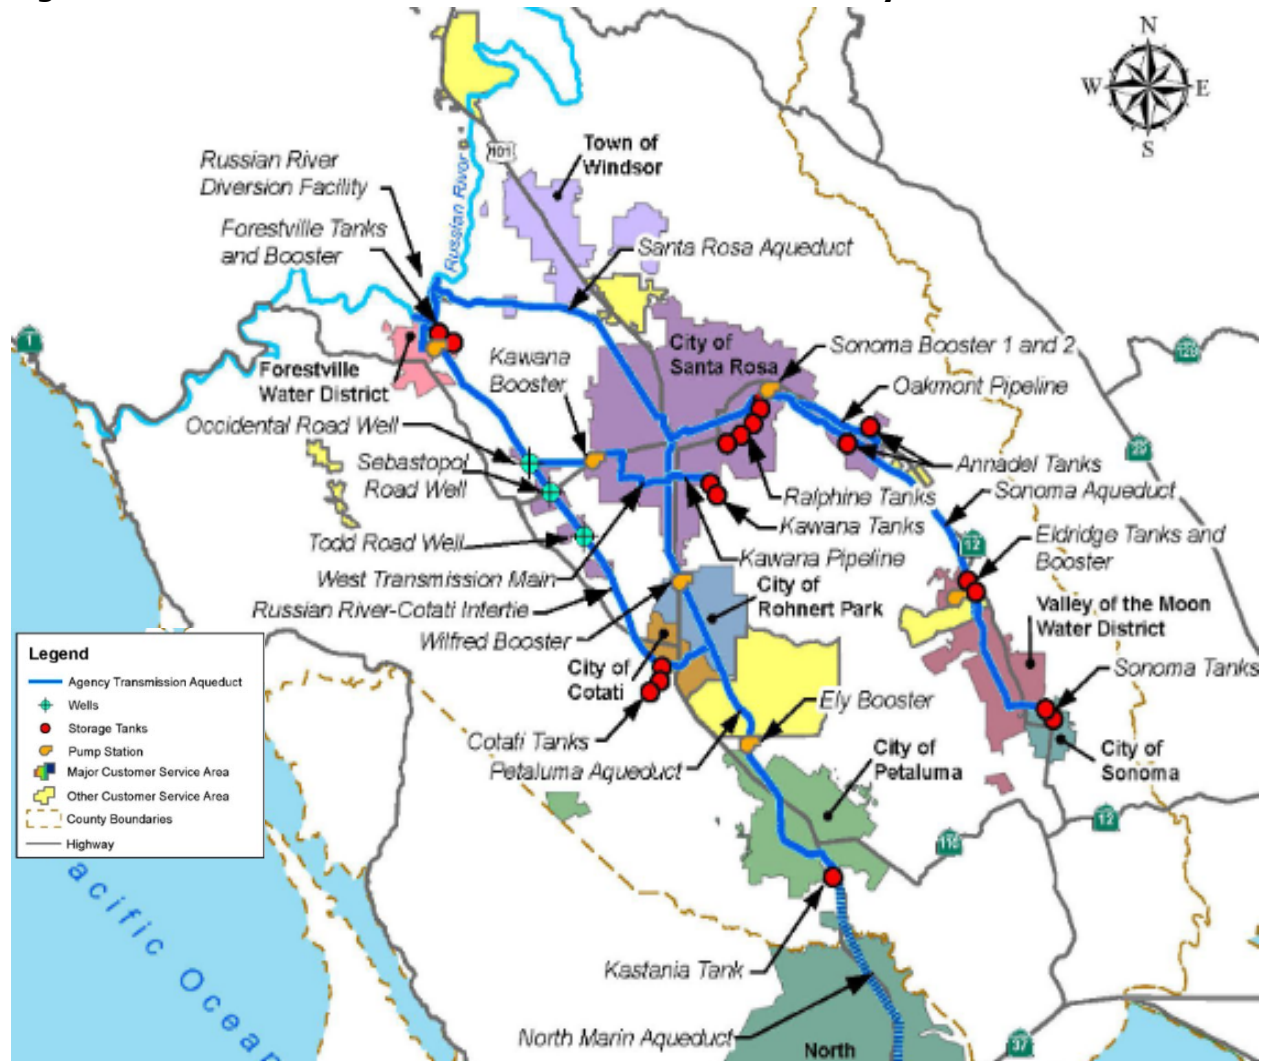 N
W
E
S
101
Town of
Windsor
Russian River
Diversion Facility
Russian River
Forestville Tanks
and Booster
Santa Rosa Aqueduct
1
City of
Santa Rosa
Sonoma Booster 1 and 2
128
Kawana
Booster
Forestville
Water District
Oakmont Pipeline
Occidental Road Well
29
Sebastopol
Road Well
Annadel Tanks
Ralphine Tanks
Sonoma Aqueduct
Kawana Tanks
Todd Road Well
12
Eldridge Tanks and
Booster
Kawana Pipeline
West Transmission Main
City of
Rohnert Park
Russian River-Cotati Intertie
Valley of the Moon
Water District
Wilfred Booster
City of
Cotati
Sonoma Tanks
Ely Booster
Cotati Tanks
City of
Petaluma
City of
Sonoma
Petaluma Aqueduct
12
116
Legend
Agency Transmission Aqueduct
Wells
Storage Tanks
Pump Station
Major Customer Service Area
Other Customer Service Area
County Boundaries
Highway
acific Ocean
Kastania Tank
North Marin Aqueduct
37
North